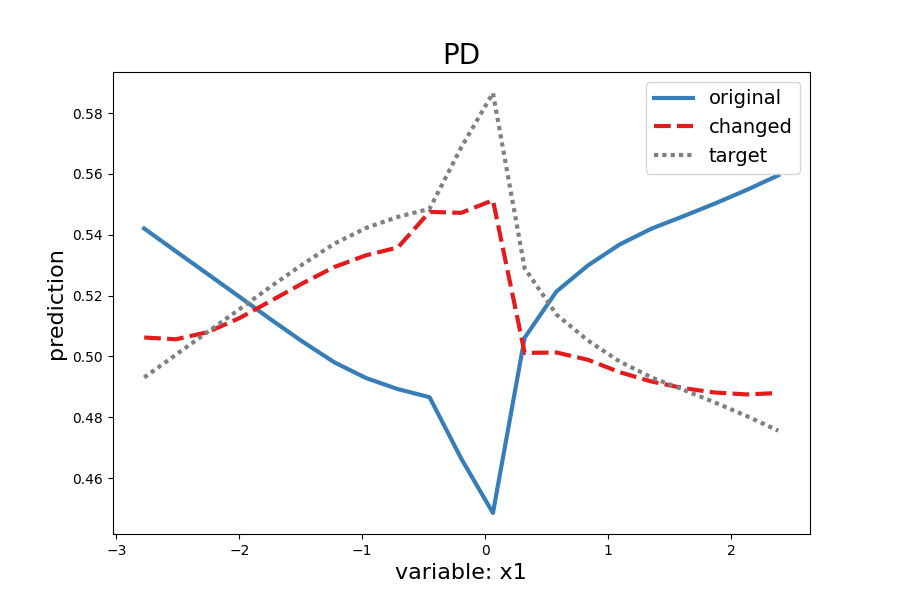 PD
original
changed
target
prediction
0.58
0.56
0.54
0.52
0.50
0.48
0.46
−3
−2
−1
0
1
2
variable: x1